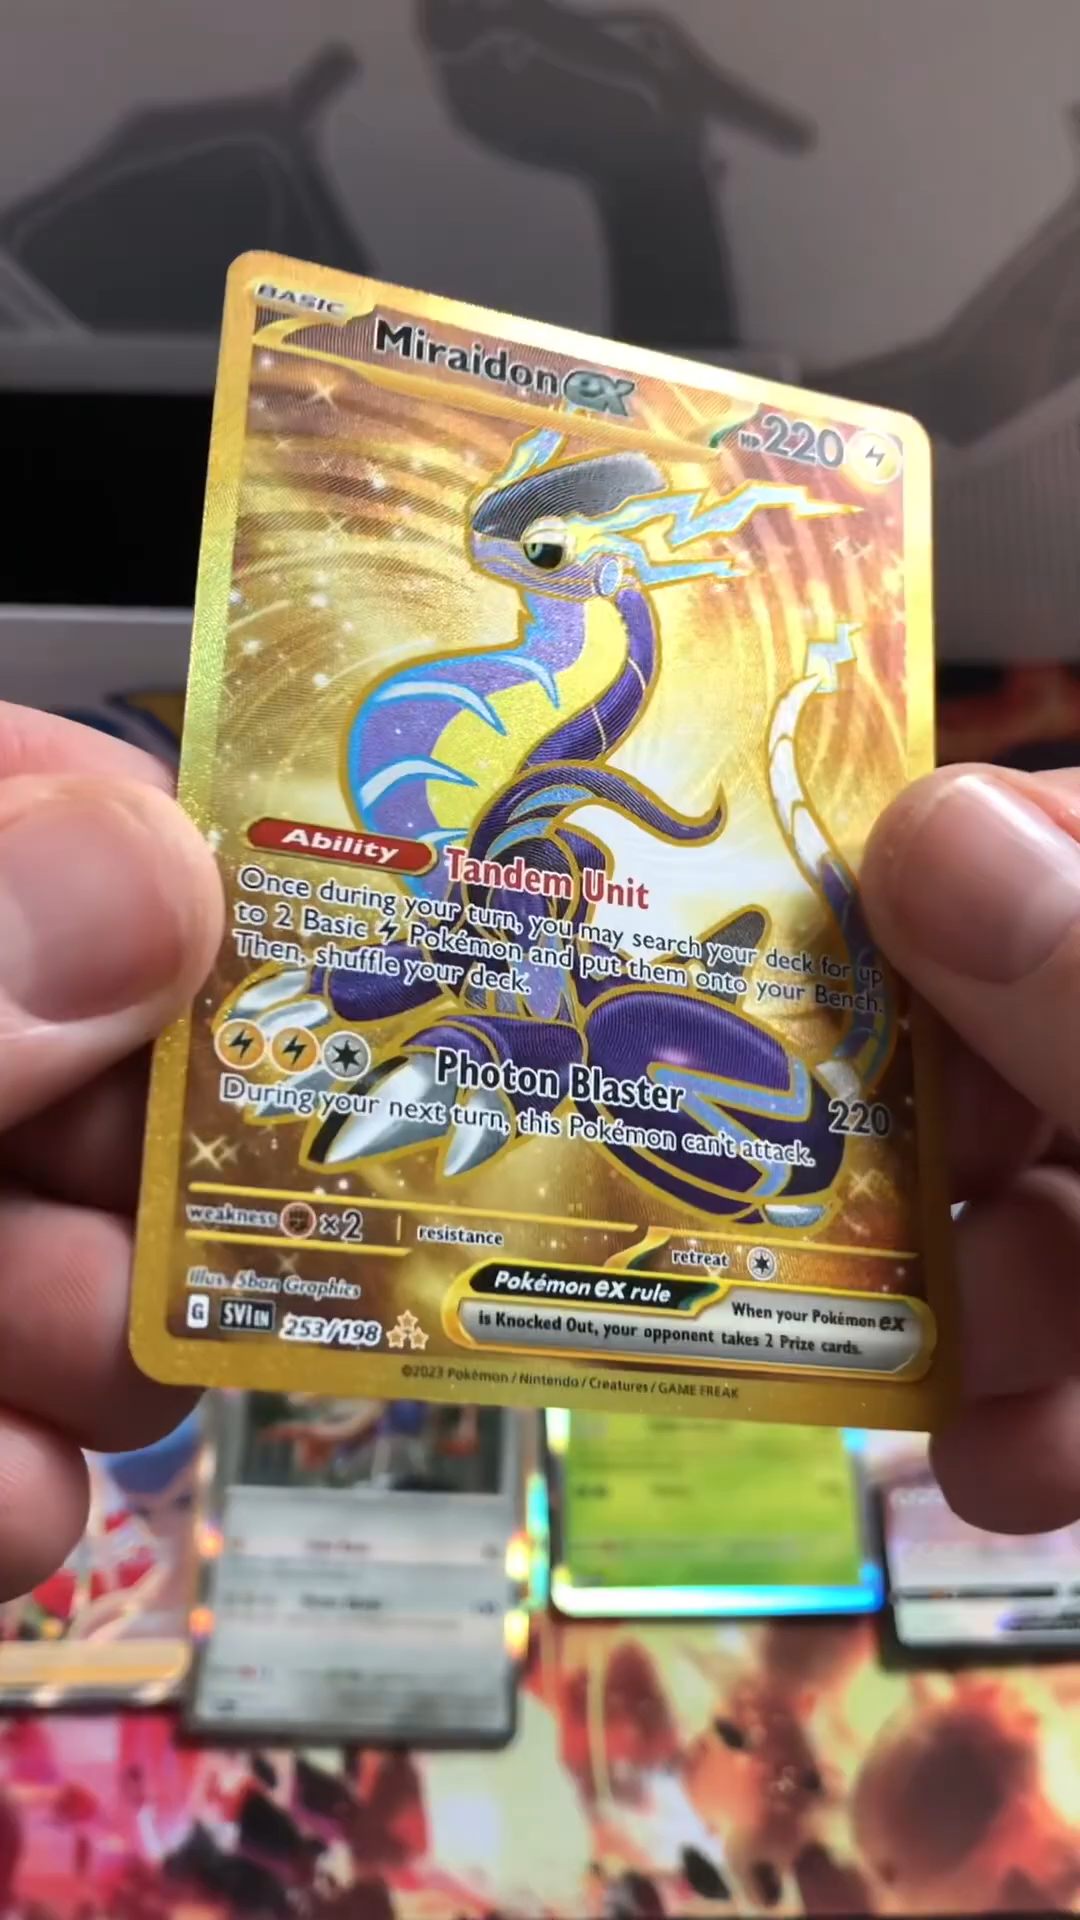 BASIC
Miraidon ex
HP 220
Ability Tandem Unit
Once during your turn, you may search your deck for up
to 2 Basic Pokémon and put them onto your Bench.
Then, shuffle your deck.
Photon Blaster 220
During your next turn, this Pokémon can't attack.
weakness ×2 resistance
retreat
Illus. 5ban Graphics
Pokémon ex rule
When your Pokémon ex
is Knocked Out, your opponent takes 2 Prize cards.
G SVI EN 253/198
©2023 Pokémon / Nintendo / Creatures / GAME FREAK